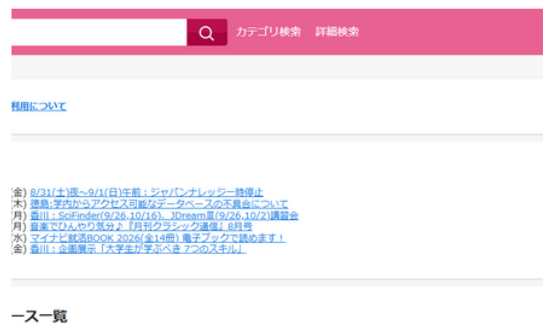 カテゴリ検索 詳細検索
利用について
金) 8/31(土)夜～9/1(日)午前：ジャパンナレッジ一時停止
木) 徳島:学内からアクセス可能なデータベースの不具合について
月) 香川：SciFinder(9/26,10/16)、JDreamⅢ(9/26,10/2)講習会
月) 音楽でひんやり気分♪『月刊クラシック通信』8月号
水) マイナビ就活BOOK 2026(全14冊) 電子ブックで読めます！
金) 香川：企画展示「大学生が学ぶべき 7つのスキル」
ース一覧